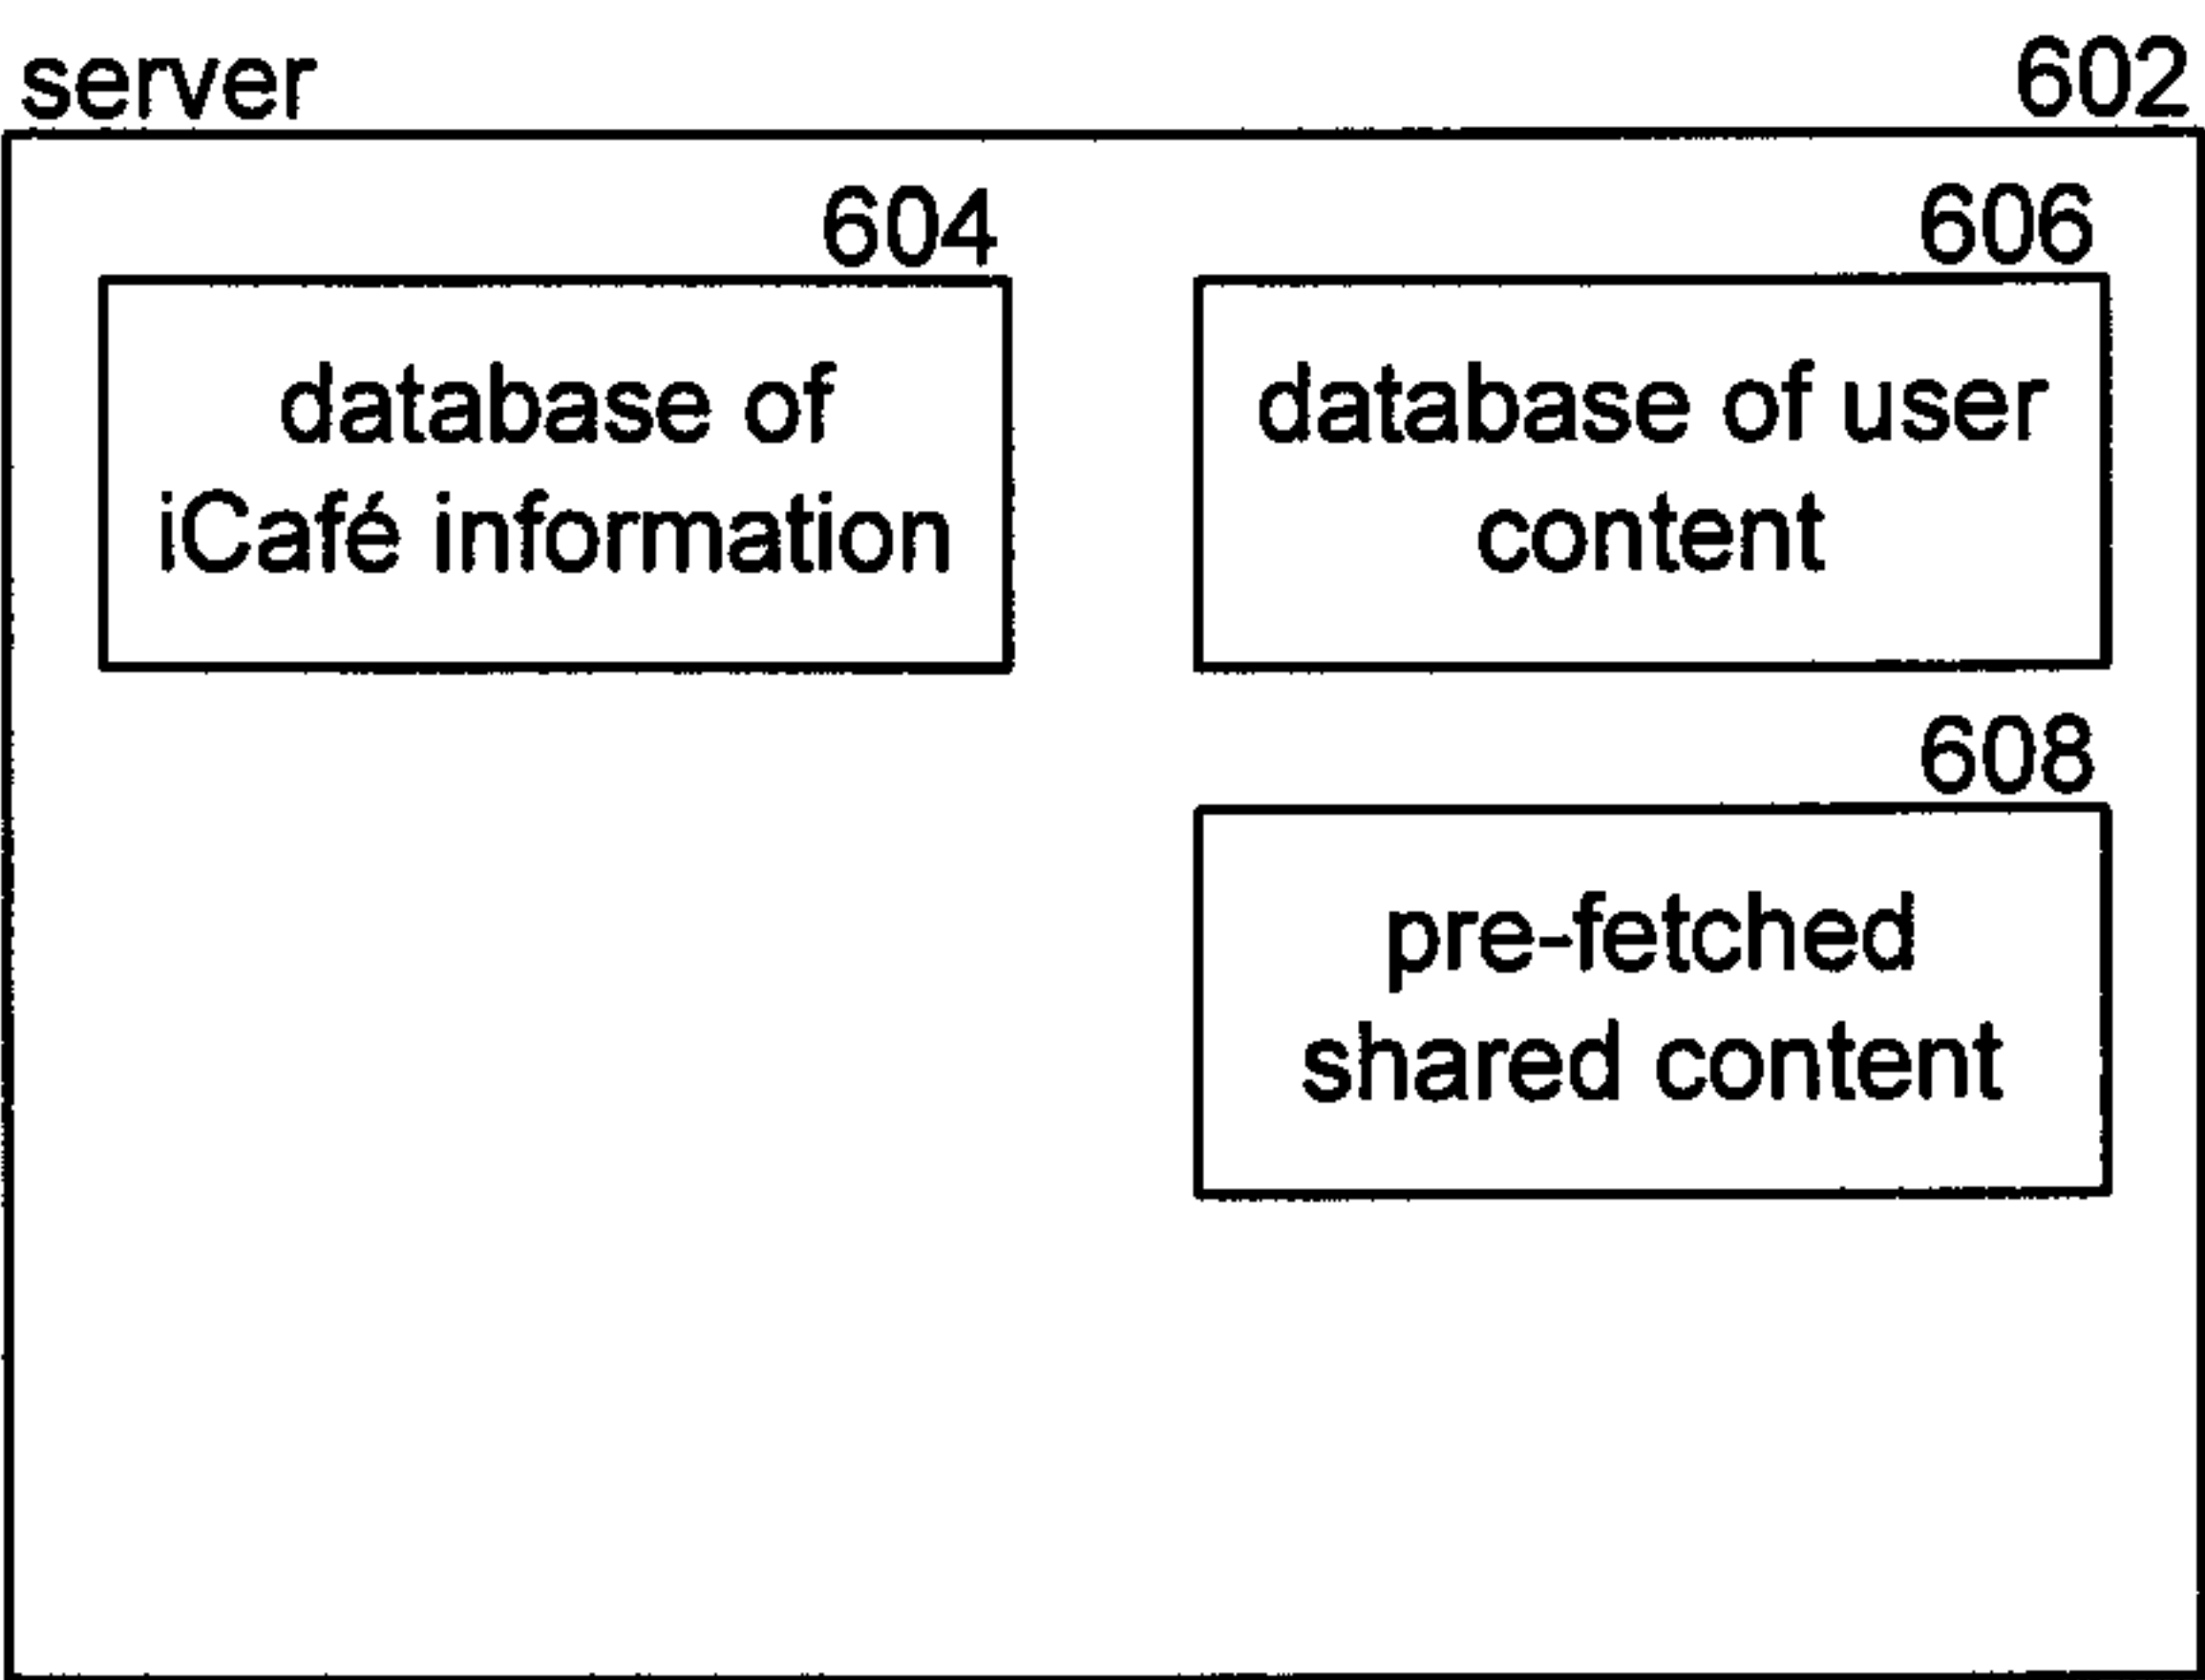 server 602
604
database of
iCafé information
606
database of user
content
608
pre-fetched
shared content